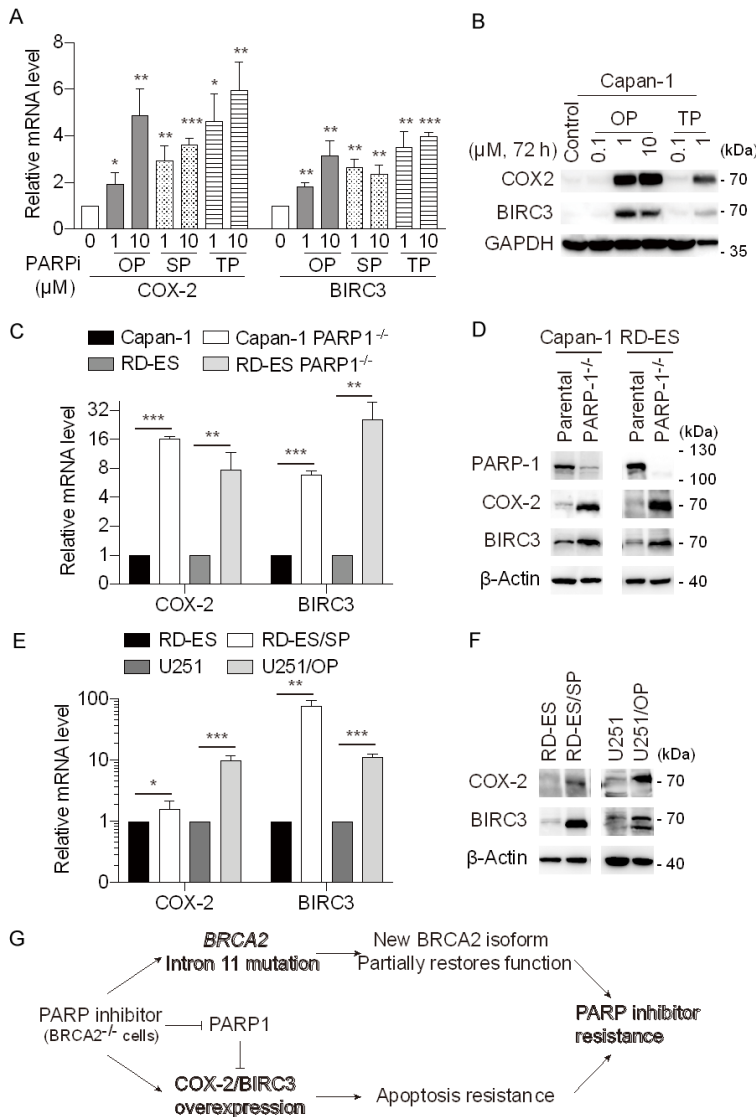 A
Relative mRNA level
8
6
4
2
0
* ** ** *** * **
** ** ** ** ** ***
0 1 10 1 10 1 10 0 1 10 1 10 1 10
PARPi (μM)
OP SP TP OP SP TP
COX-2 BIRC3
B
Capan-1
Control OP TP
(μM, 72 h) 0.1 1 10 0.1 1 (kDa)
COX2 - 70
BIRC3 - 70
GAPDH - 35
C
Capan-1 Capan-1 PARP1-/-
RD-ES RD-ES PARP1-/-
Relative mRNA level
32
16
8
4
2
1
0
*** ** *** **
COX-2 BIRC3
D
Capan-1 RD-ES
Parental PARP-1-/- Parental PARP-1-/- (kDa)
PARP-1 - 130
- 100
COX-2 - 70
BIRC3 - 70
β-Actin - 40
E
RD-ES RD-ES/SP
U251 U251/OP
Relative mRNA level
100
10
1
0
* *** ** ***
COX-2 BIRC3
F
RD-ES RD-ES/SP U251 U251/OP (kDa)
COX-2 - 70
BIRC3 - 70
β-Actin - 40
G
BRCA2
Intron 11 mutation
New BRCA2 isoform
Partially restores function
PARP inhibitor
(BRCA2-/- cells)
PARP1
PARP inhibitor
resistance
COX-2/BIRC3
overexpression
Apoptosis resistance